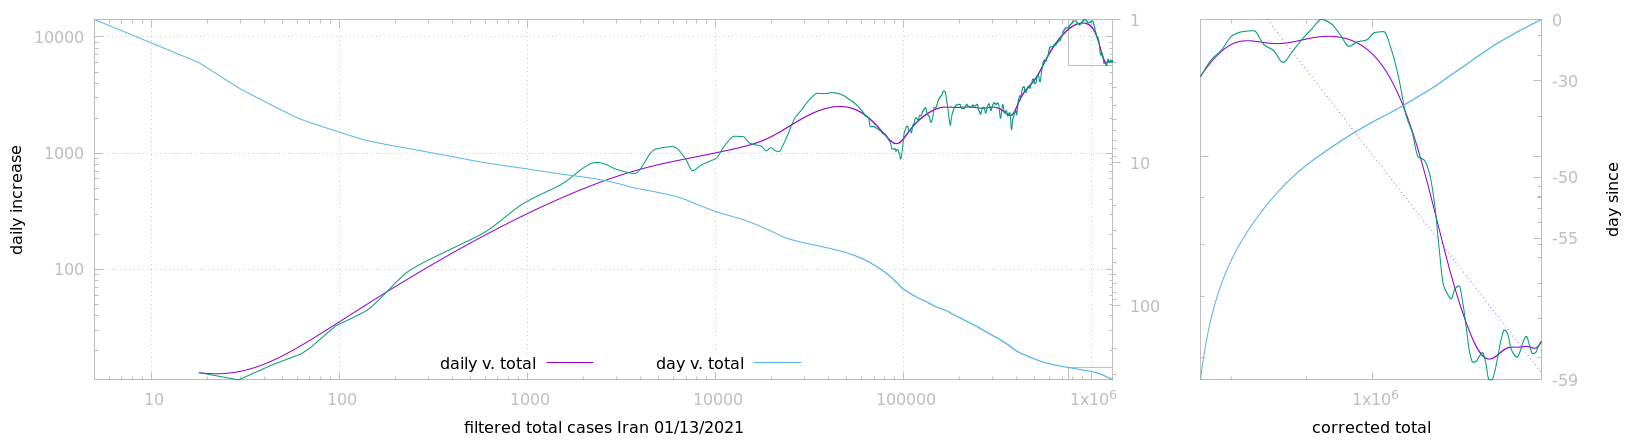 10000
1000
100
daily increase
10
100
1000
10000
100000
1x10^6
filtered total cases Iran 01/13/2021
daily v. total
day v. total
1
10
100
0
-30
-50
-55
-59
day since
1x10^6
corrected total